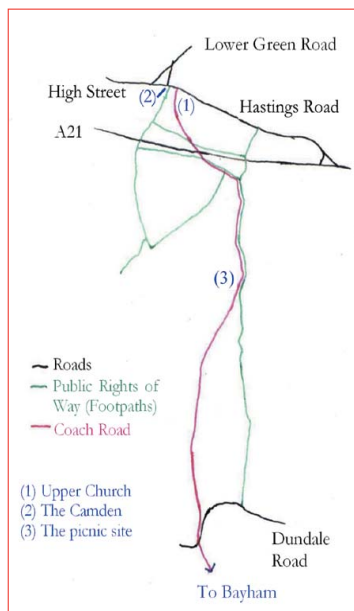 Lower Green Road
High Street
(2)
(1)
Hastings Road
A21
(3)
Roads
Public Rights of
Way (Footpaths)
Coach Road
(1) Upper Church
(2) The Camden
(3) The picnic site
Dundale
Road
To Bayham